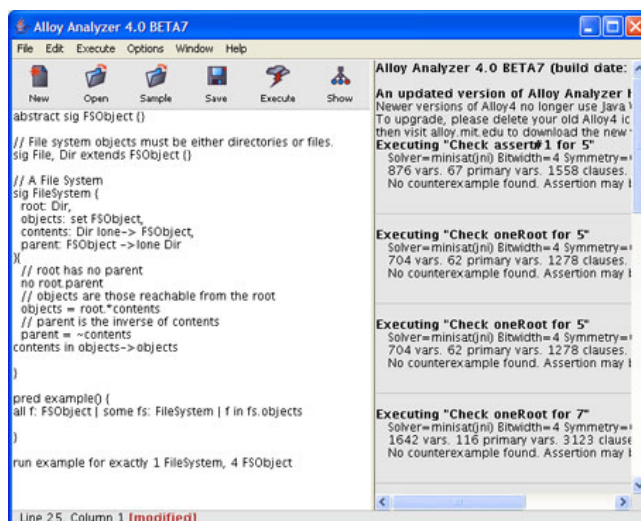 Alloy Analyzer 4.0 BETA7
File Edit Execute Options Window Help
New Open Sample Save Execute Show
abstract sig FSObject {}
// File system objects must be either directories or files.
sig File, Dir extends FSObject {}
// A File System
sig FileSystem {
root: Dir,
objects: set FSObject,
contents: Dir lone-> FSObject,
parent: FSObject ->lone Dir
}{
// root has no parent
no root.parent
// objects are those reachable from the root
objects = root.*contents
// parent is the inverse of contents
parent = ~contents
contents in objects->objects
}
pred example() {
all f: FSObject | some fs: FileSystem | f in fs.objects
}
run example for exactly 1 FileSystem, 4 FSObject
Line 25, Column 1 [modified]
Alloy Analyzer 4.0 BETA7 (build date:
An updated version of Alloy Analyzer
Newer versions of Alloy4 no longer use Java
To upgrade, please delete your old Alloy4 ic
then visit alloy.mit.edu to download the new
Executing "Check assert#1 for 5"
Solver=minisat(jni) Bitwidth=4 Symmetry=
876 vars. 67 primary vars. 1558 clauses.
No counterexample found. Assertion may
Executing "Check oneRoot for 5"
Solver=minisat(jni) Bitwidth=4 Symmetry=
704 vars. 62 primary vars. 1278 clauses.
No counterexample found. Assertion may
Executing "Check oneRoot for 5"
Solver=minisat(jni) Bitwidth=4 Symmetry=
704 vars. 62 primary vars. 1278 clauses.
No counterexample found. Assertion may
Executing "Check oneRoot for 7"
Solver=minisat(jni) Bitwidth=4 Symmetry=
1642 vars. 116 primary vars. 3123 clause
No counterexample found. Assertion may